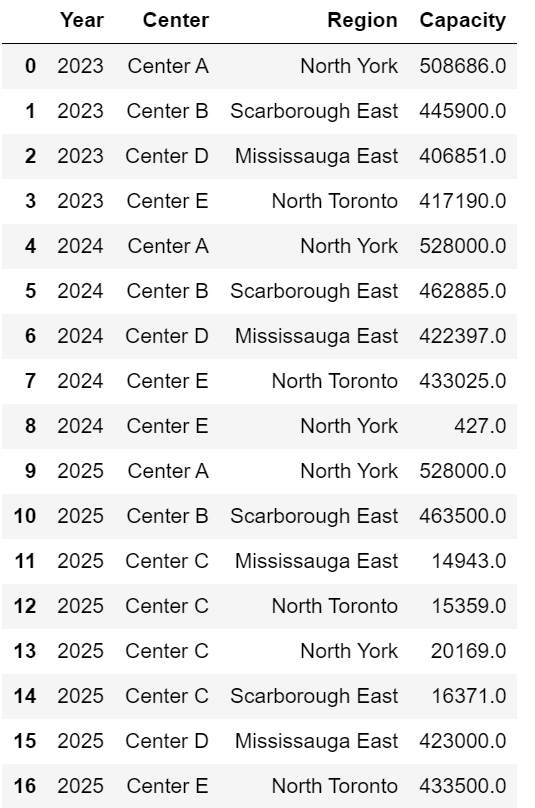 Year Center Region Capacity
0 2023 Center A North York 508686.0
1 2023 Center B Scarborough East 445900.0
2 2023 Center D Mississauga East 406851.0
3 2023 Center E North Toronto 417190.0
4 2024 Center A North York 528000.0
5 2024 Center B Scarborough East 462885.0
6 2024 Center D Mississauga East 422397.0
7 2024 Center E North Toronto 433025.0
8 2024 Center E North York 427.0
9 2025 Center A North York 528000.0
10 2025 Center B Scarborough East 463500.0
11 2025 Center C Mississauga East 14943.0
12 2025 Center C North Toronto 15359.0
13 2025 Center C North York 20169.0
14 2025 Center C Scarborough East 16371.0
15 2025 Center D Mississauga East 423000.0
16 2025 Center E North Toronto 433500.0